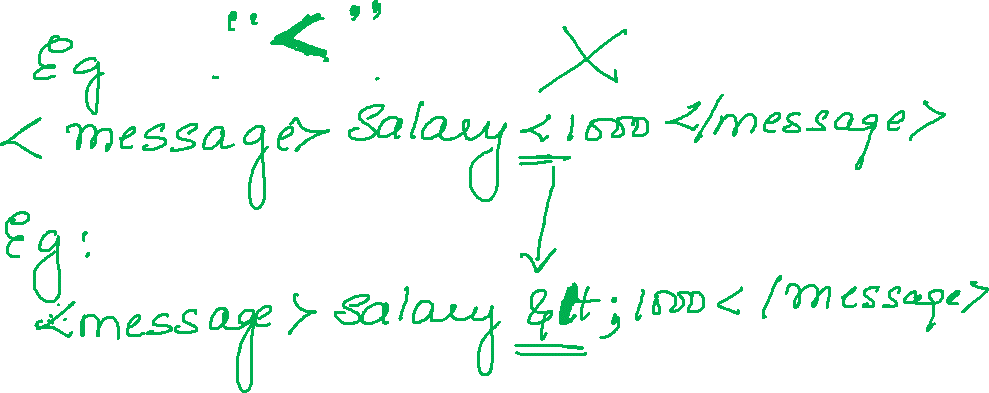 "<"
Eg
<message> Salary < 1000 </message>
Eg:
<message> Salary &lt; 1000 </message>